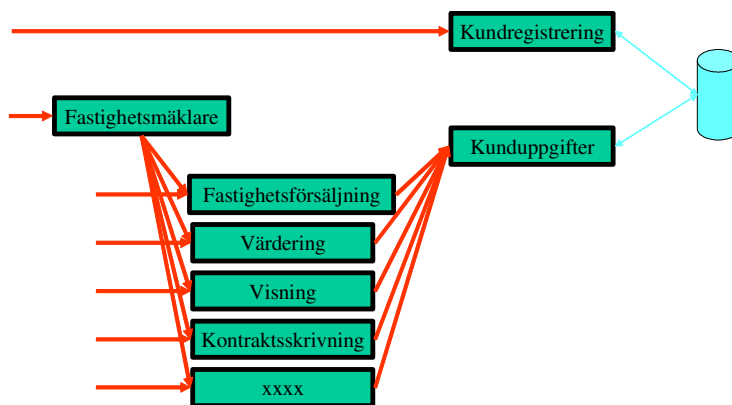 Kundregistrering
Fastighetsmäklare
Kunduppgifter
Fastighetsförsäljning
Värdering
Visning
Kontraktsskrivning
xxxx